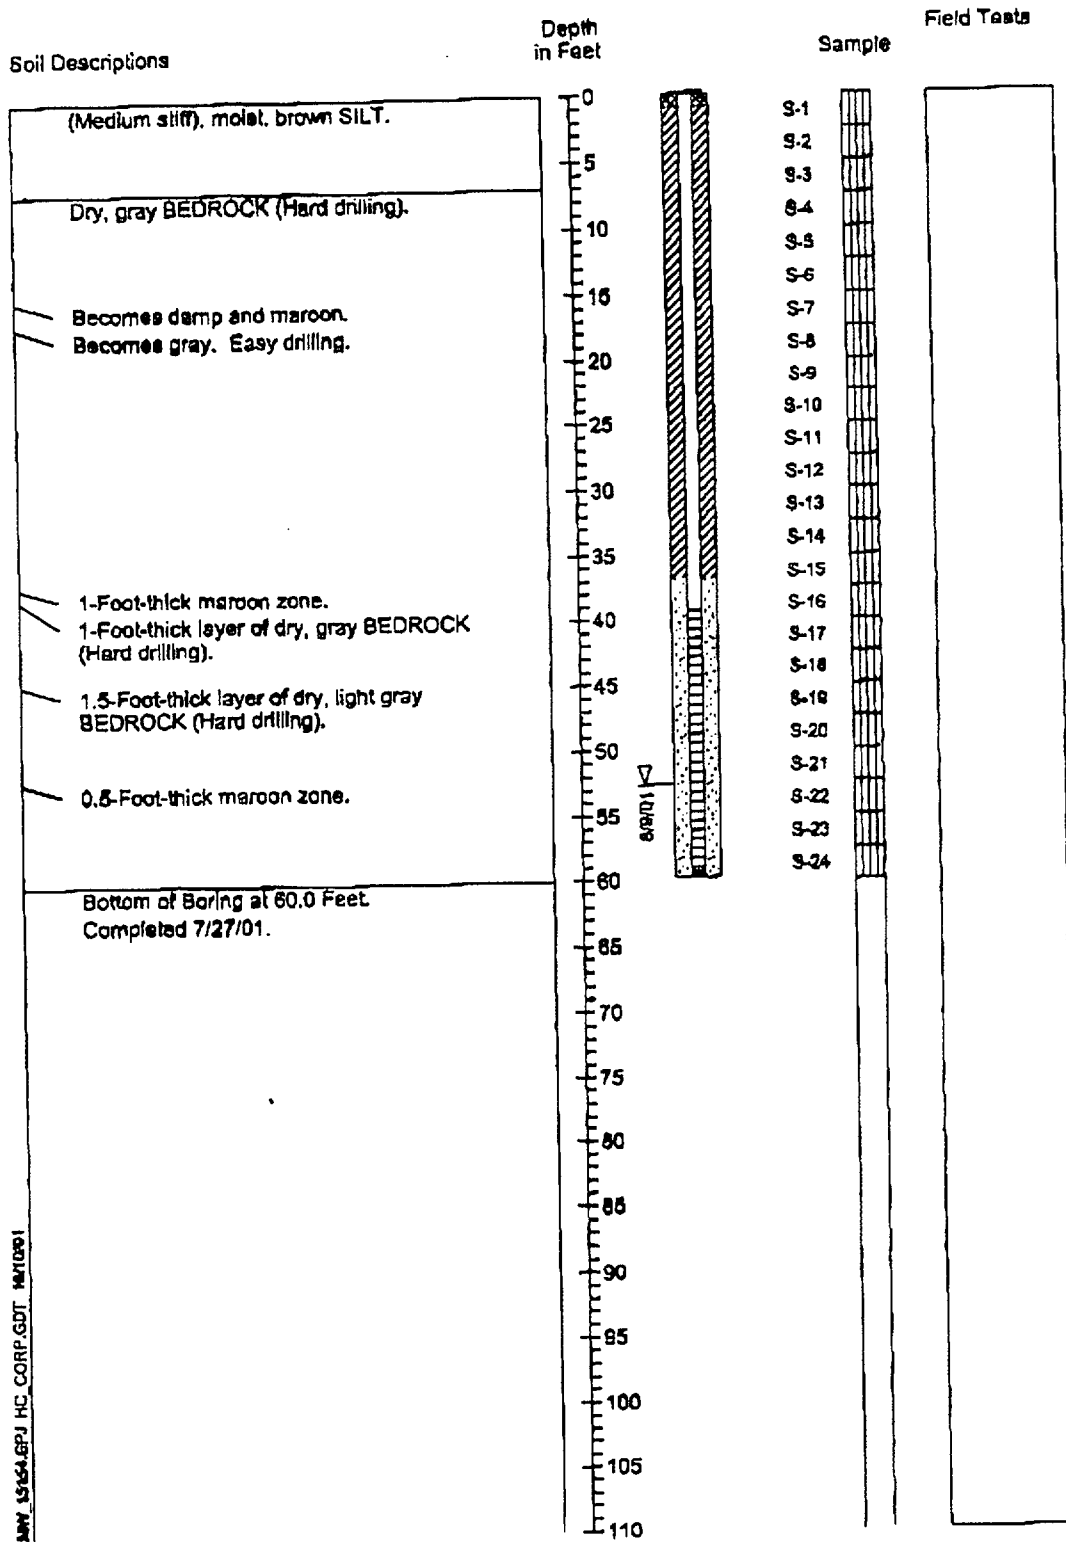 Field Tests
Depth
in Feet
Sample
Soil Descriptions
(Medium stiff), moist, brown SILT.
Dry, gray BEDROCK (Hard drilling).
Becomes damp and maroon.
Becomes gray. Easy drilling.
1-Foot-thick maroon zone.
1-Foot-thick layer of dry, gray BEDROCK
(Hard drilling).
1.5-Foot-thick layer of dry, light gray
BEDROCK (Hard drilling).
0.5-Foot-thick maroon zone.
Bottom of Boring at 60.0 Feet.
Completed 7/27/01.
0
5
10
15
20
25
30
35
40
45
50
55
60
65
70
75
80
85
90
95
100
105
110
8/9/01
S-1
S-2
S-3
S-4
S-5
S-6
S-7
S-8
S-9
S-10
S-11
S-12
S-13
S-14
S-15
S-16
S-17
S-18
S-19
S-20
S-21
S-22
S-23
S-24
HC_CORP.GDT